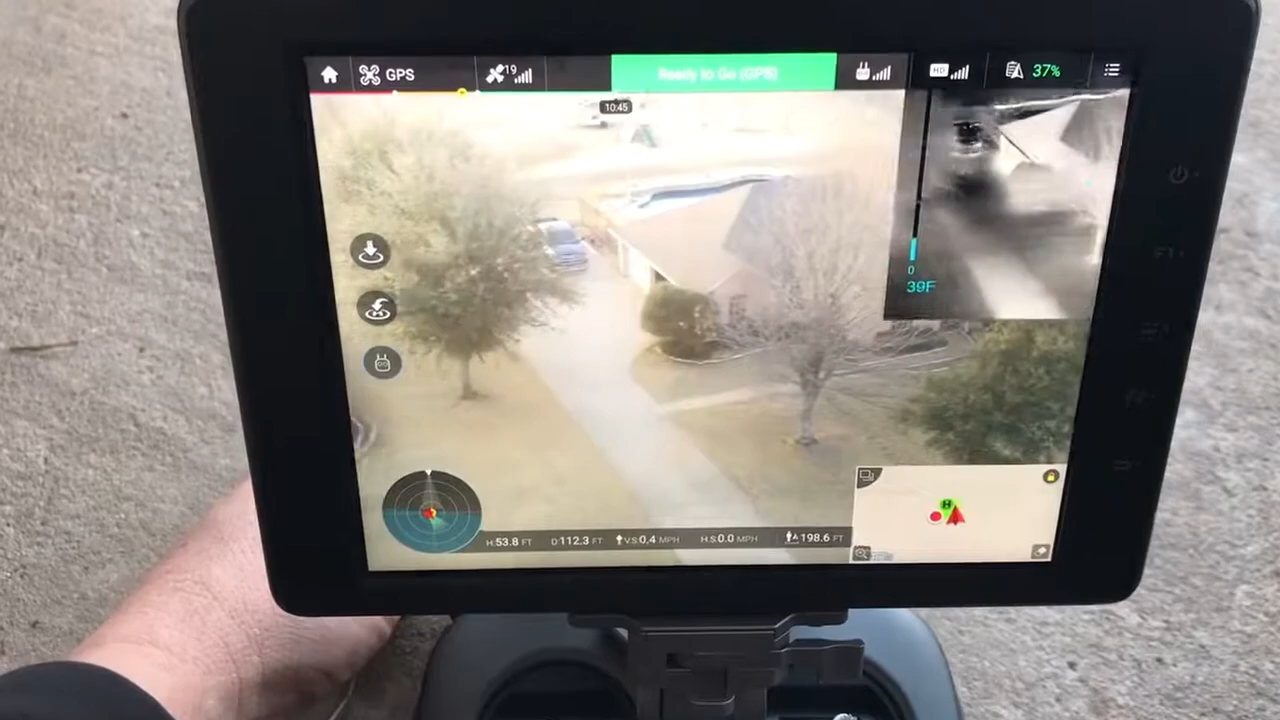 GPS
19
Ready to Go (GPS)
HD
37%
10:45
0
39F
H
H:53.8 FT D:112.3 FT V.S:0.4 MPH H.S:0.0 MPH 198.6 FT